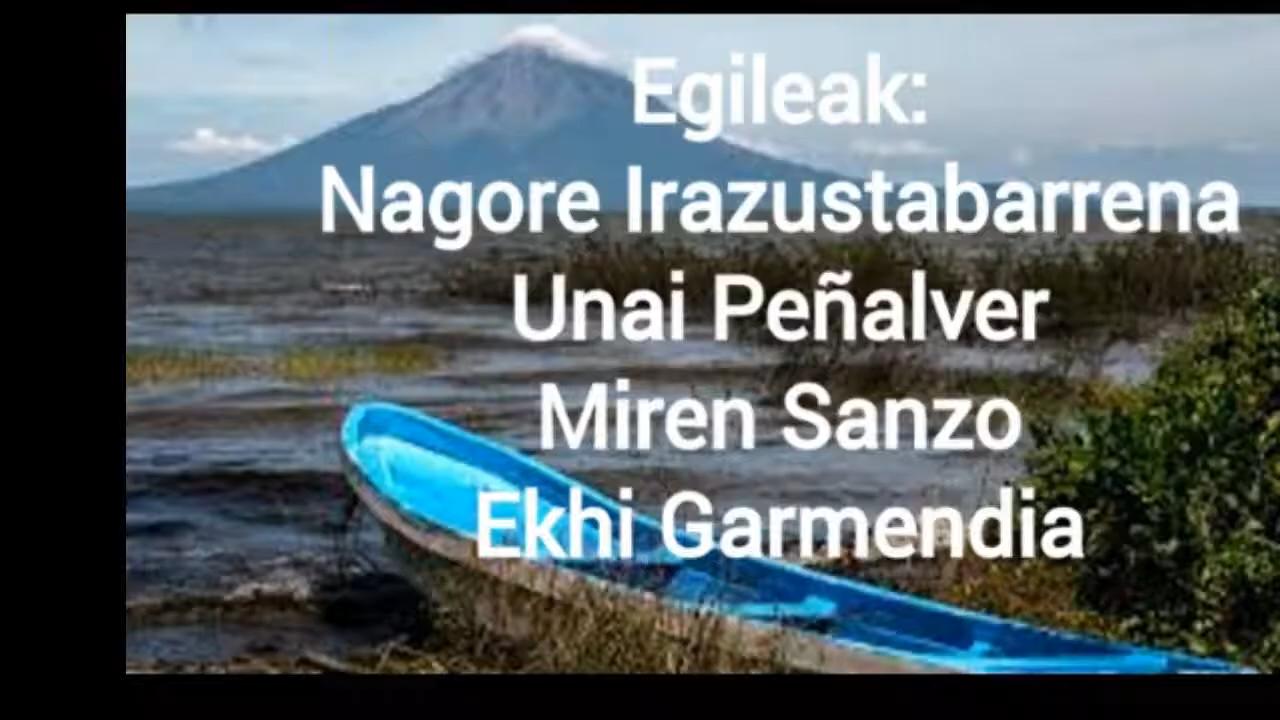 Egileak:
Nagore Irazustabarrena
Unai Peñalver
Miren Sanzo
Ekhi Garmendia